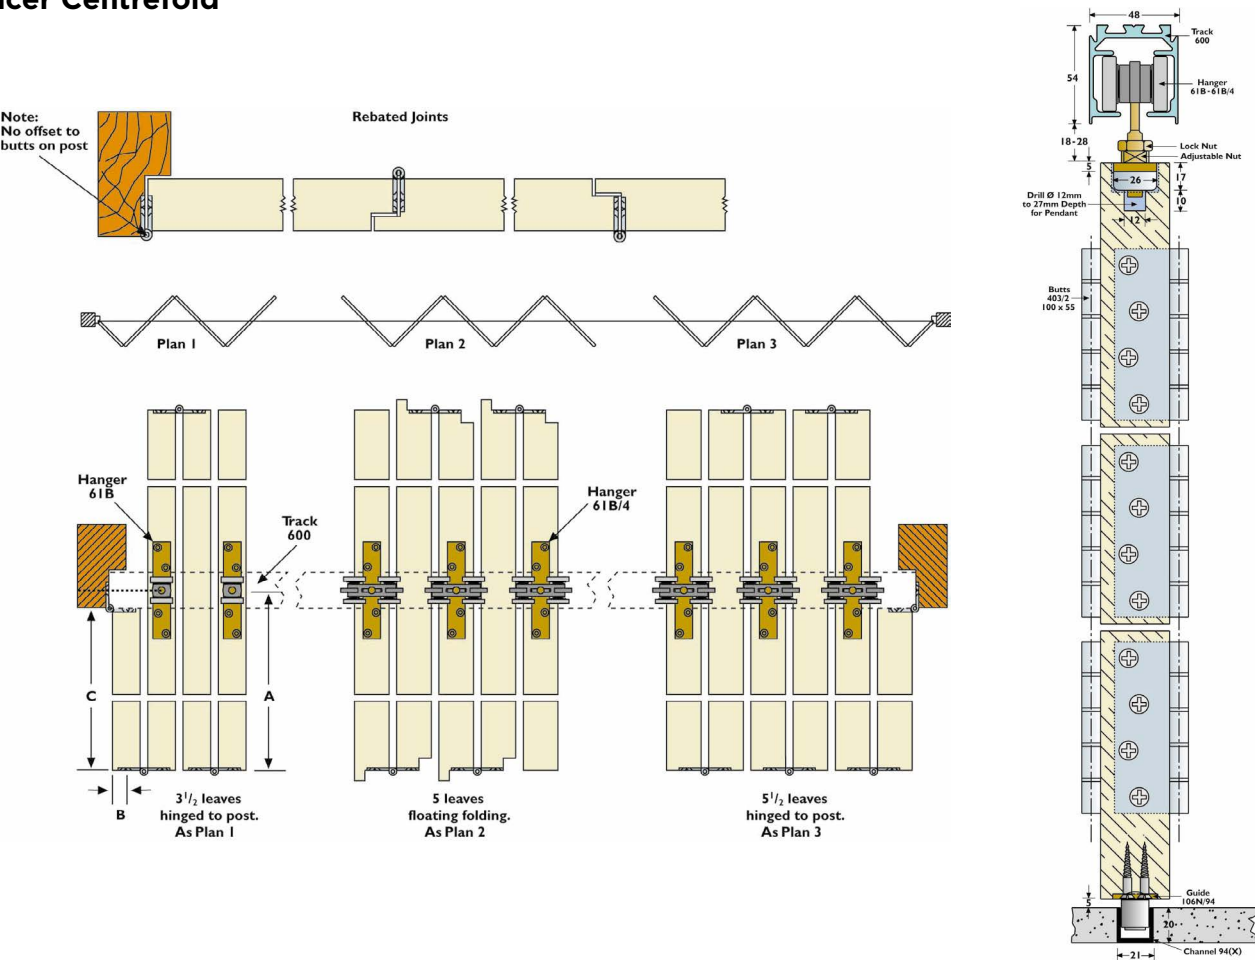 Centrefold
Note:
No offset to
butts on post
Rebated Joints
Plan 1
Plan 2
Plan 3
Hanger
61B
Track
600
Hanger
61B/4
C
A
B
3 1/2 leaves
hinged to post.
As Plan 1
5 leaves
floating folding.
As Plan 2
5 1/2 leaves
hinged to post.
As Plan 3
48
Track
600
54
Hanger
61B-61B/4
18-28
Lock Nut
Adjustable Nut
5
26
17
Drill Ø 12mm
to 27mm Depth
for Pendant
10
12
Butts
403/2
100 x 55
Guide
106N/94
5
20
Channel 94(X)
21